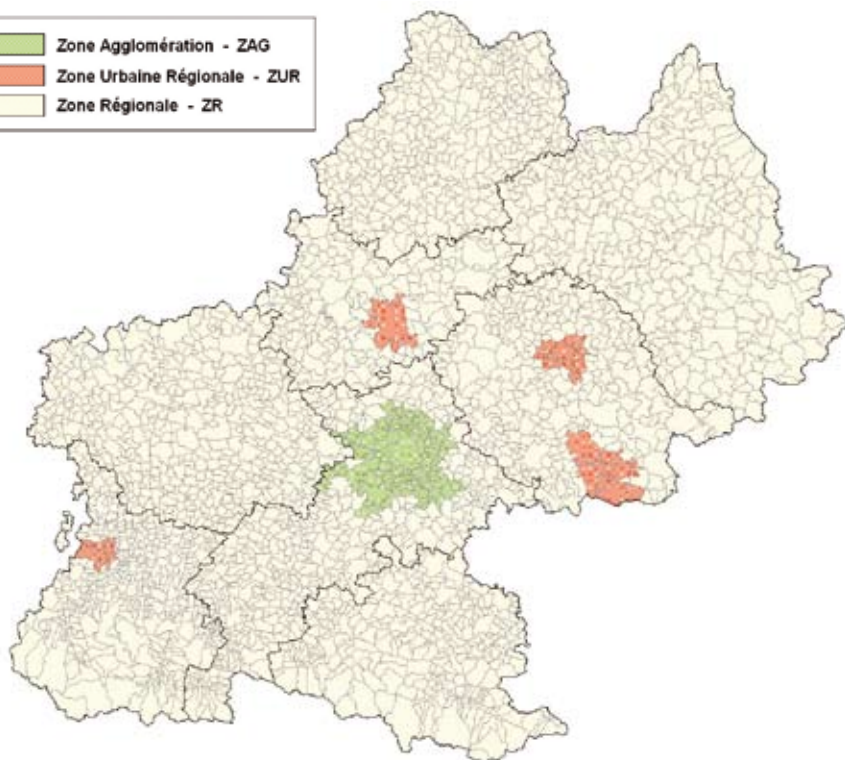 Zone Agglomération - ZAG
Zone Urbaine Régionale - ZUR
Zone Régionale - ZR